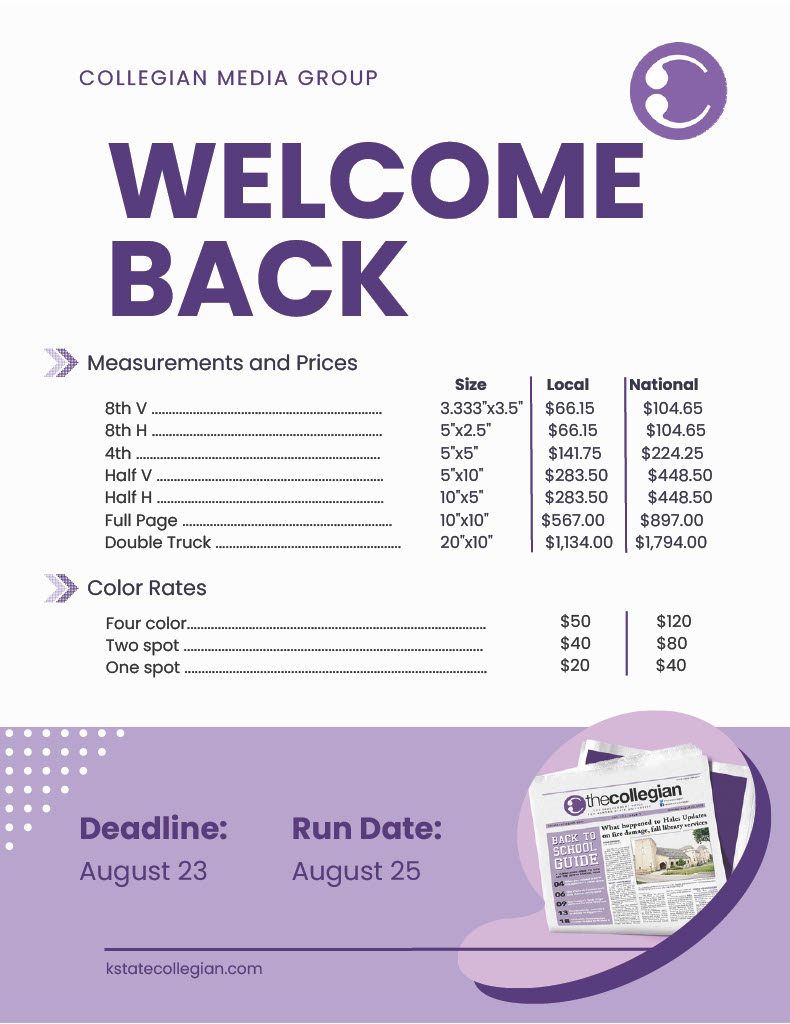 COLLEGIAN MEDIA GROUP
WELCOME
BACK
Measurements and Prices
Size Local National
8th V ........................................................................ 3.333"x3.5" $66.15 $104.65
8th H ........................................................................ 5"x2.5" $66.15 $104.65
4th ........................................................................ 5"x5" $141.75 $224.25
Half V ........................................................................ 5"x10" $283.50 $448.50
Half H ........................................................................ 10"x5" $283.50 $448.50
Full Page ................................................................ 10"x10" $567.00 $897.00
Double Truck ......................................................... 20"x10" $1,134.00 $1,794.00
Color Rates
Four color........................................................................................... $50 $120
Two spot ........................................................................................... $40 $80
One spot ............................................................................................ $20 $40
thecollegian
What happened to Hale: Updates
on fire damage, fall library services
BACK TO
SCHOOL
GUIDE
04
06
09
13
Deadline: Run Date:
August 23 August 25
kstatecollegian.com